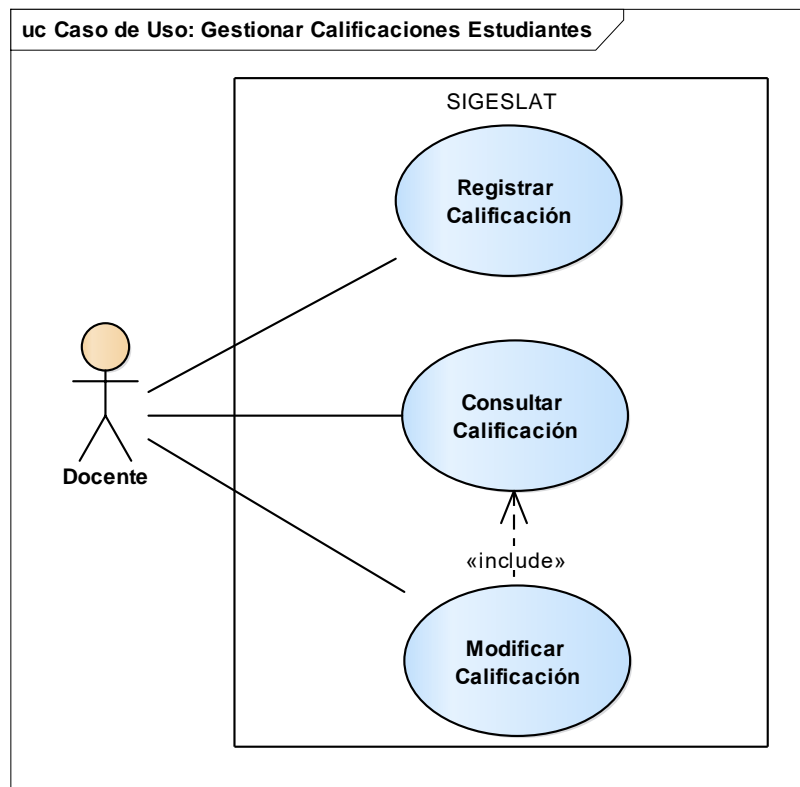 uc Caso de Uso: Gestionar Calificaciones Estudiantes
SIGESLAT
Registrar
Calificación
Consultar
Calificación
Docente
«include»
Modificar
Calificación